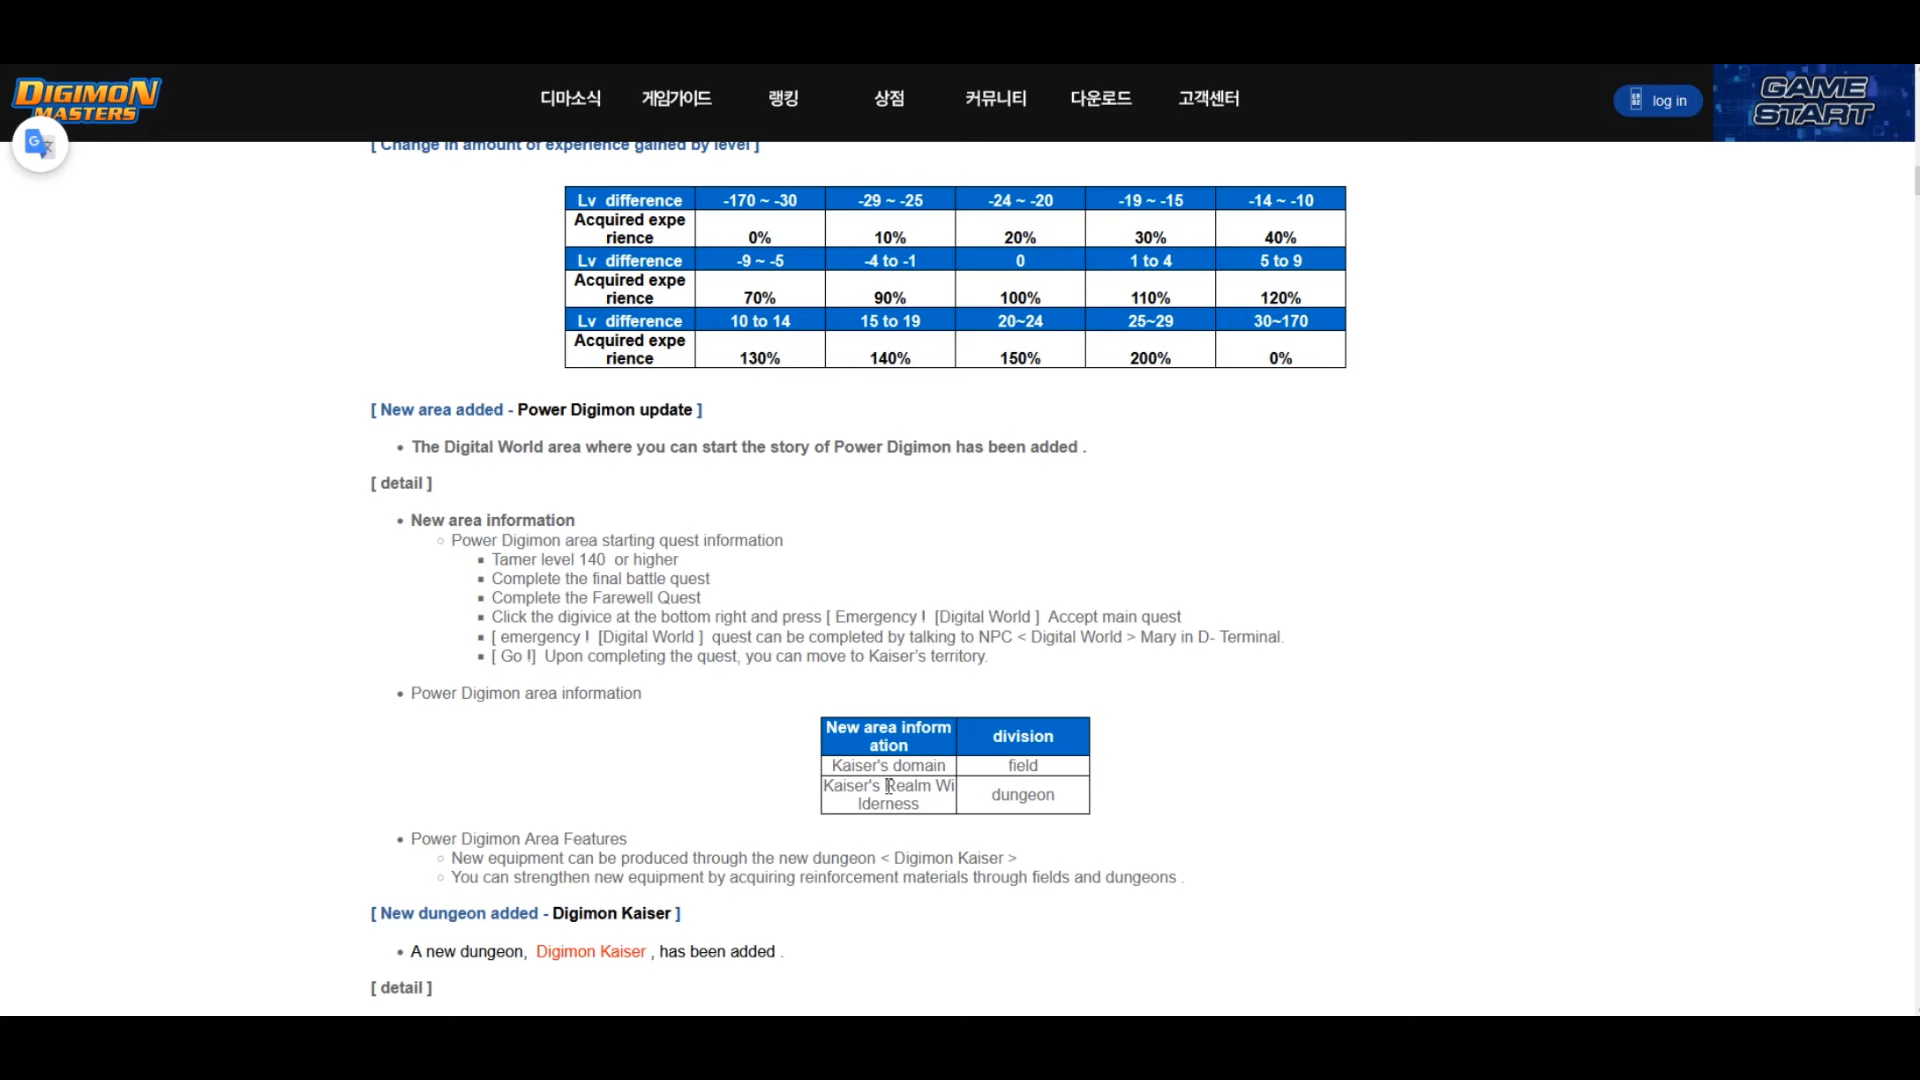 DIGIMON MASTERS
디마소식 게임가이드 랭킹 상점 커뮤니티 다운로드 고객센터
log in
GAME START
[ Change in amount of experience gained by level ]
Lv difference -170 ~ -30 -29 ~ -25 -24 ~ -20 -19 ~ -15 -14 ~ -10
Acquired expe
rience 0% 10% 20% 30% 40%
Lv difference -9 ~ -5 -4 to -1 0 1 to 4 5 to 9
Acquired expe
rience 70% 90% 100% 110% 120%
Lv difference 10 to 14 15 to 19 20~24 25~29 30~170
Acquired expe
rience 130% 140% 150% 200% 0%
[ New area added - Power Digimon update ]
• The Digital World area where you can start the story of Power Digimon has been added .
[ detail ]
• New area information
○ Power Digimon area starting quest information
▪ Tamer level 140 or higher
▪ Complete the final battle quest
▪ Complete the Farewell Quest
▪ Click the digivice at the bottom right and press [ Emergency ! [Digital World ] Accept main quest
▪ [ emergency ! [Digital World ] quest can be completed by talking to NPC < Digital World > Mary in D- Terminal.
▪ [ Go !] Upon completing the quest, you can move to Kaiser's territory.
• Power Digimon area information
New area inform
ation division
Kaiser's domain field
Kaiser's Realm Wi
lderness dungeon
• Power Digimon Area Features
○ New equipment can be produced through the new dungeon < Digimon Kaiser >
○ You can strengthen new equipment by acquiring reinforcement materials through fields and dungeons .
[ New dungeon added - Digimon Kaiser ]
• A new dungeon, Digimon Kaiser , has been added .
[ detail ]